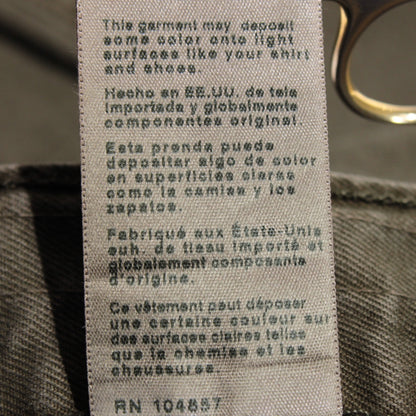 This garment may deposit
some color onto light
surfaces like your shirt
and shoes.
Hecho en EE.UU. de tela
importada y globalmente
componentes original.
Esta prenda puede
depositar algo de color
en superficies claras
como la camisa y los
zapatos.
Fabriqué aux États-Unis
euh. de tissu importé et
globalement composants
d'origine.
Ce vêtement peut déposer
une certaine couleur sur
des surfaces claires telles
que la chemise et les
chaussures.
RN 104857